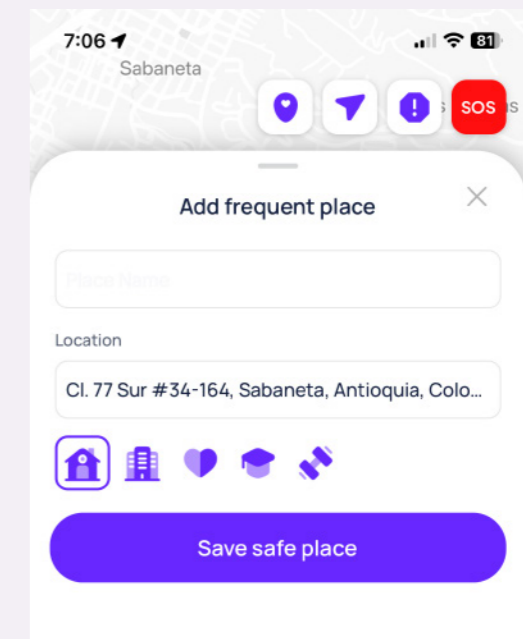 7:06
81
Sabaneta
SOS
Add frequent place
Place Name
Location
Cl. 77 Sur #34-164, Sabaneta, Antioquia, Colo...
Save safe place